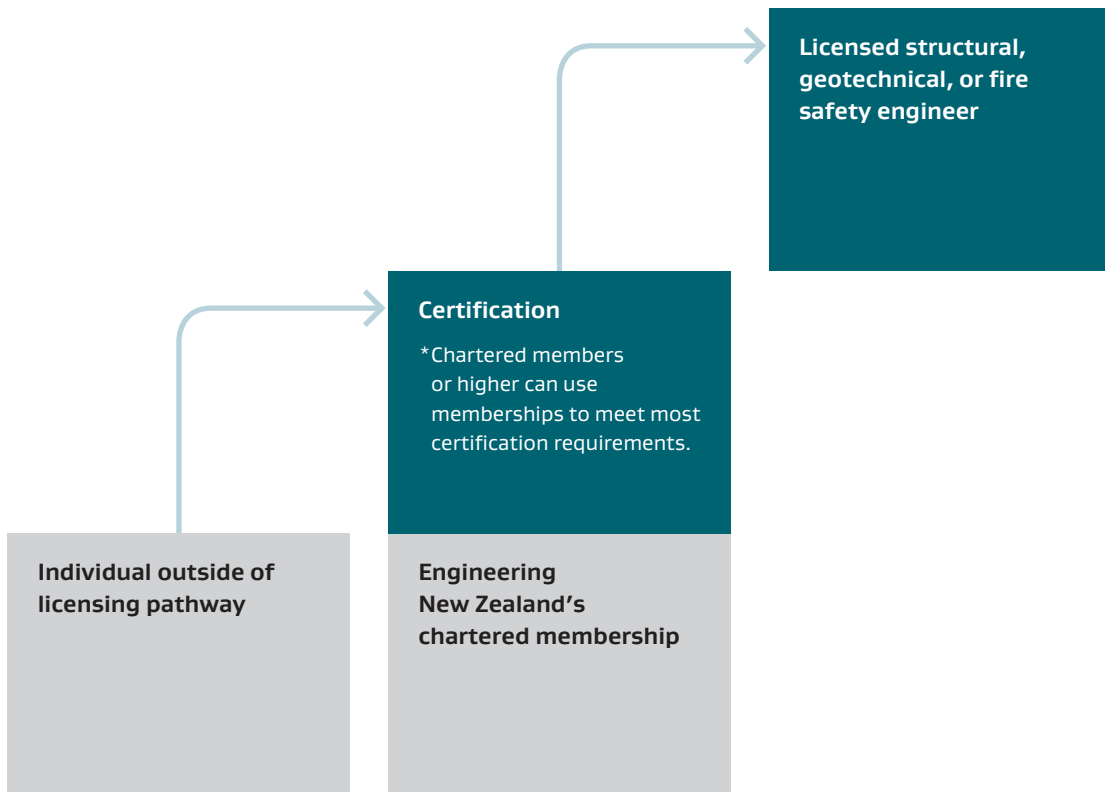 Licensed structural,
geotechnical, or fire
safety engineer
Certification
*Chartered members
or higher can use
memberships to meet most
certification requirements.
Individual outside of
licensing pathway
Engineering
New Zealand’s
chartered membership